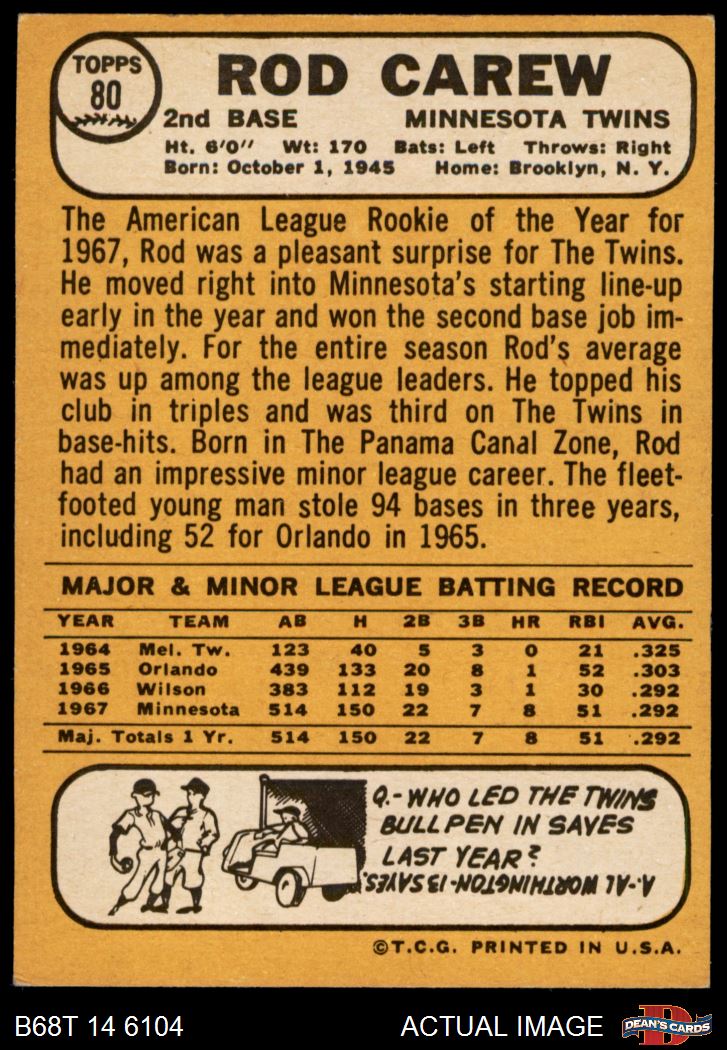 TOPPS
80
ROD CAREW
2nd BASE MINNESOTA TWINS
Ht. 6'0" Wt: 170 Bats: Left Throws: Right
Born: October 1, 1945 Home: Brooklyn, N. Y.
The American League Rookie of the Year for
1967, Rod was a pleasant surprise for The Twins.
He moved right into Minnesota's starting line-up
early in the year and won the second base job im-
mediately. For the entire season Rod's average
was up among the league leaders. He topped his
club in triples and was third on The Twins in
base-hits. Born in The Panama Canal Zone, Rod
had an impressive minor league career. The fleet-
footed young man stole 94 bases in three years,
including 52 for Orlando in 1965.
MAJOR & MINOR LEAGUE BATTING RECORD
YEAR TEAM AB H 2B 3B HR RBI AVG.
1964 Mel. Tw. 123 40 5 3 0 21 .325
1965 Orlando 439 133 20 8 1 52 .303
1966 Wilson 383 112 19 3 1 30 .292
1967 Minnesota 514 150 22 7 8 51 .292
Maj. Totals 1 Yr. 514 150 22 7 8 51 .292
Q.-WHO LED THE TWINS
BULLPEN IN SAVES
LAST YEAR?
A.-AL WORTHINGTON-13 SAYES.
©T.C.G. PRINTED IN U.S.A.
B68T 14 6104 ACTUAL IMAGE
D
DEAN'S CARDS